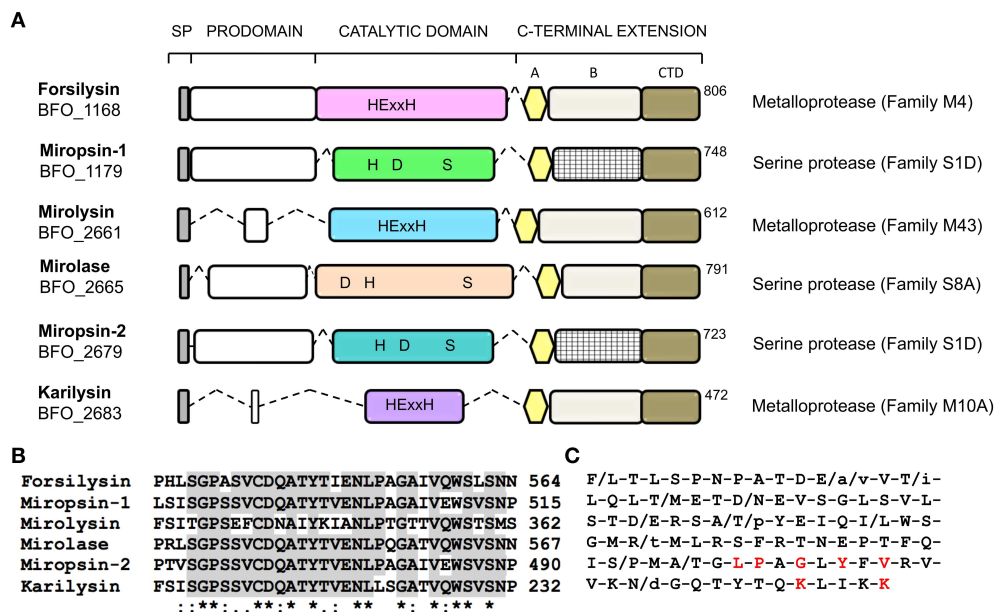 A
SP PRODOMAIN CATALYTIC DOMAIN C-TERMINAL EXTENSION
A B CTD
Forsilysin
BFO_1168
HExxH
806
Metalloprotease (Family M4)
Miropsin-1
BFO_1179
H D S
748
Serine protease (Family S1D)
Mirolysin
BFO_2661
HExxH
612
Metalloprotease (Family M43)
Mirolase
BFO_2665
D H S
791
Serine protease (Family S8A)
Miropsin-2
BFO_2679
H D S
723
Serine protease (Family S1D)
Karilysin
BFO_2683
HExxH
472
Metalloprotease (Family M10A)
B
Forsilysin PHLSGPASVCDQATYTIENLPAGAIVQWSLSNN 564
Miropsin-1 LSISGPSSVCDQATYTVENLPAGAIVEWSVSNP 515
Mirolysin FSITGPSEFCDNAIYKIANLPTGTTVQWSTSMS 362
Mirolase PRLSGPSSVCDQATYTVENLPQGATVQWSVSNN 567
Miropsin-2 PTVSGPSSVCDQATYTVENLPAGATVQWSVSNP 490
Karilysin FSISGPSSVCDQATYTIENLLSGAIVQWSVSNN 232
::**:..**:*.: ** *: *** *
C
F/L-T-L-S-P-N-P-A-T-D-E/a/v-V-T/i-
L-Q-L-T/M-E-T-D/N-E-V-S-G-L-S-V-L-
S-T-D/E-R-S-A/T/p-Y-E-I-Q-I/L-W-S-
G-M-R/t-M-L-R-S-F-R-T-N-E-P-T-F-Q-
I-S/P-M-A/T-G-L-P-A-G-L-Y-F-V-R-V-
V-K-N/d-G-Q-T-Y-T-Q-K-L-I-K-K